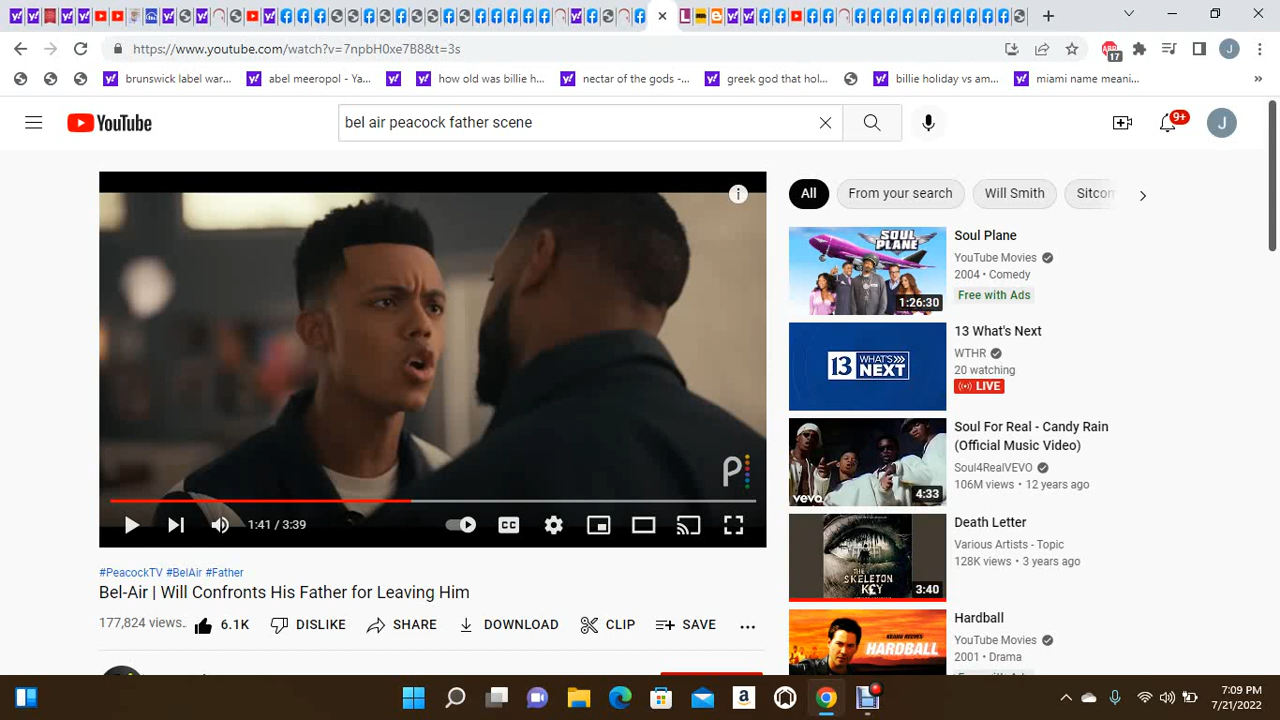 https://www.youtube.com/watch?v=7npbH0xe7B8&t=3s
17
J
brunswick label war...
abel meeropol - Ya...
how old was billie h...
nectar of the gods -...
greek god that hol...
billie holiday vs am...
miami name meani...
YouTube
bel air peacock father scene
9+
J
All
From your search
Will Smith
Sitcom
SOUL PLANE
1:26:30
Soul Plane
YouTube Movies
2004 • Comedy
Free with Ads
13 WHAT'S NEXT
13 What's Next
WTHR
20 watching
LIVE
vevo
4:33
Soul For Real - Candy Rain
(Official Music Video)
Soul4RealVEVO
106M views • 12 years ago
THE
SKELETON
KEY
3:40
Death Letter
Various Artists - Topic
128K views • 3 years ago
HARDBALL
Hardball
YouTube Movies
2001 • Drama
1:41 / 3:39
CC
#PeacockTV #BelAir #Father
Bel-Air | Will Confronts His Father for Leaving Him
177,824 views
6.1K
DISLIKE
SHARE
DOWNLOAD
CLIP
SAVE
7:09 PM
7/21/2022